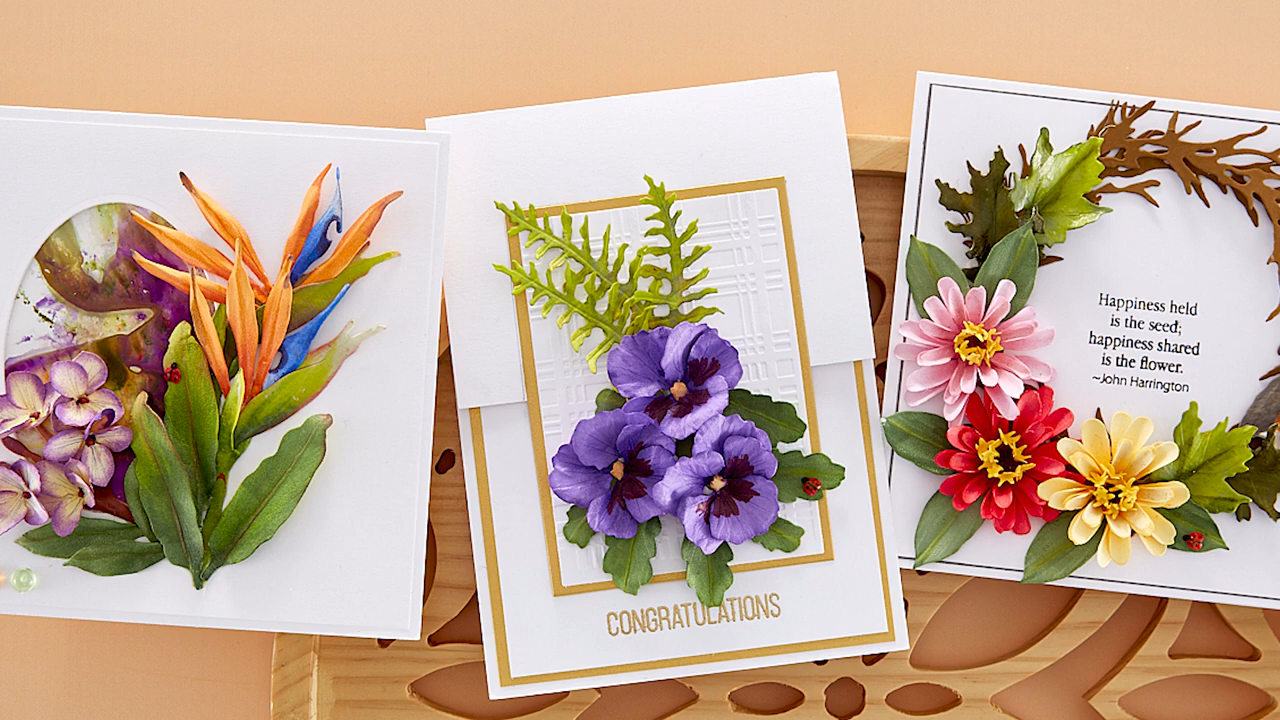 CONGRATULATIONS
Happiness held
is the seed;
happiness shared
is the flower.
~John Harrington